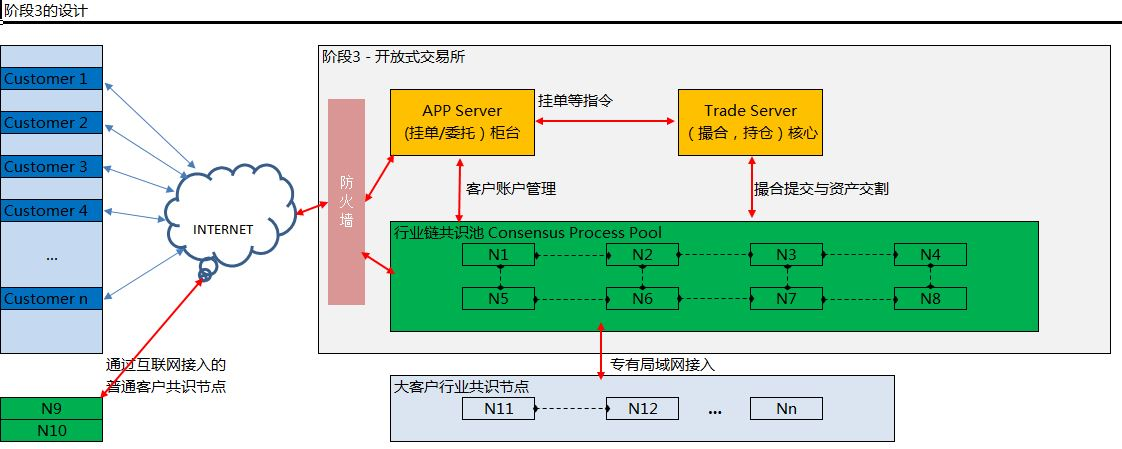 阶段3的设计
Customer 1
Customer 2
Customer 3
Customer 4
...
Customer n
INTERNET
通过互联网接入的
普通客户共识节点
N9
N10
阶段3 - 开放式交易所
防
火
墙
APP Server
(挂单/委托）柜台
挂单等指令
Trade Server
（撮合，持仓）核心
客户账户管理
撮合提交与资产交割
行业链共识池 Consensus Process Pool
N1
N2
N3
N4
N5
N6
N7
N8
专有局域网接入
大客户行业共识节点
N11
N12
...
Nn